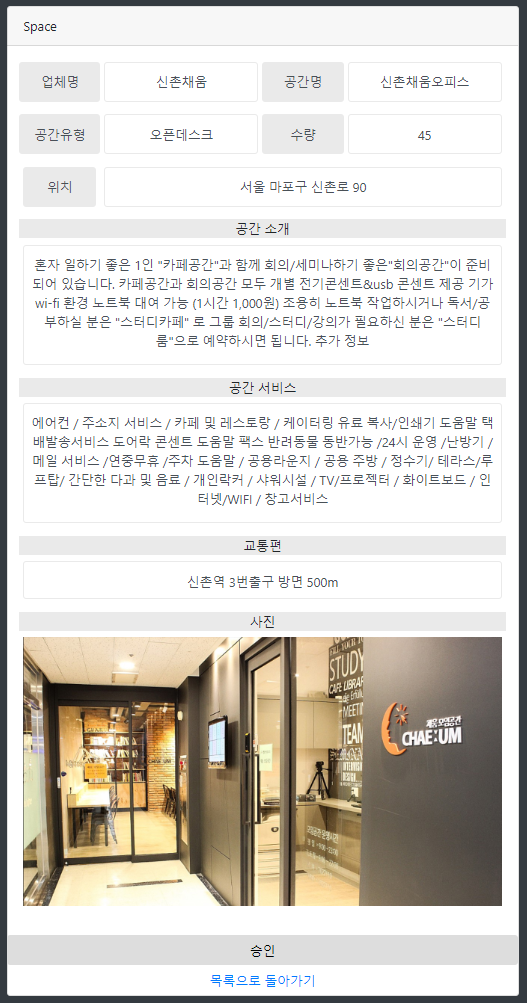 Space
업체명 신촌채움 공간명 신촌채움오피스
공간유형 오픈데스크 수량 45
위치 서울 마포구 신촌로 90
공간 소개
혼자 일하기 좋은 1인 "카페공간"과 함께 회의/세미나하기 좋은"회의공간"이 준비
되어 있습니다. 카페공간과 회의공간 모두 개별 전기콘센트&usb 콘센트 제공 기가
wi-fi 환경 노트북 대여 가능 (1시간 1,000원) 조용히 노트북 작업하시거나 독서/공
부하실 분은 "스터디카페" 로 그룹 회의/스터디/강의가 필요하신 분은 "스터디
룸"으로 예약하시면 됩니다. 추가 정보
공간 서비스
에어컨 / 주소지 서비스 / 카페 및 레스토랑 / 케이터링 유료 복사/인쇄기 도움말 택
배발송서비스 도어락 콘센트 도움말 팩스 반려동물 동반가능 /24시 운영 /난방기 /
메일 서비스 /연중무휴 /주차 도움말 / 공용라운지 / 공용 주방 / 정수기/ 테라스/루
프탑/ 간단한 다과 및 음료 / 개인락커 / 샤워시설 / TV/프로젝터 / 화이트보드 / 인
터넷/WIFI / 창고서비스
교통편
신촌역 3번출구 방면 500m
사진
STUDY
CAFE LIBRARY
MEETING
TEAM
INTERNSHIP
DESIGN
채움 모임공간
CHAE:UM
승인
목록으로 돌아가기